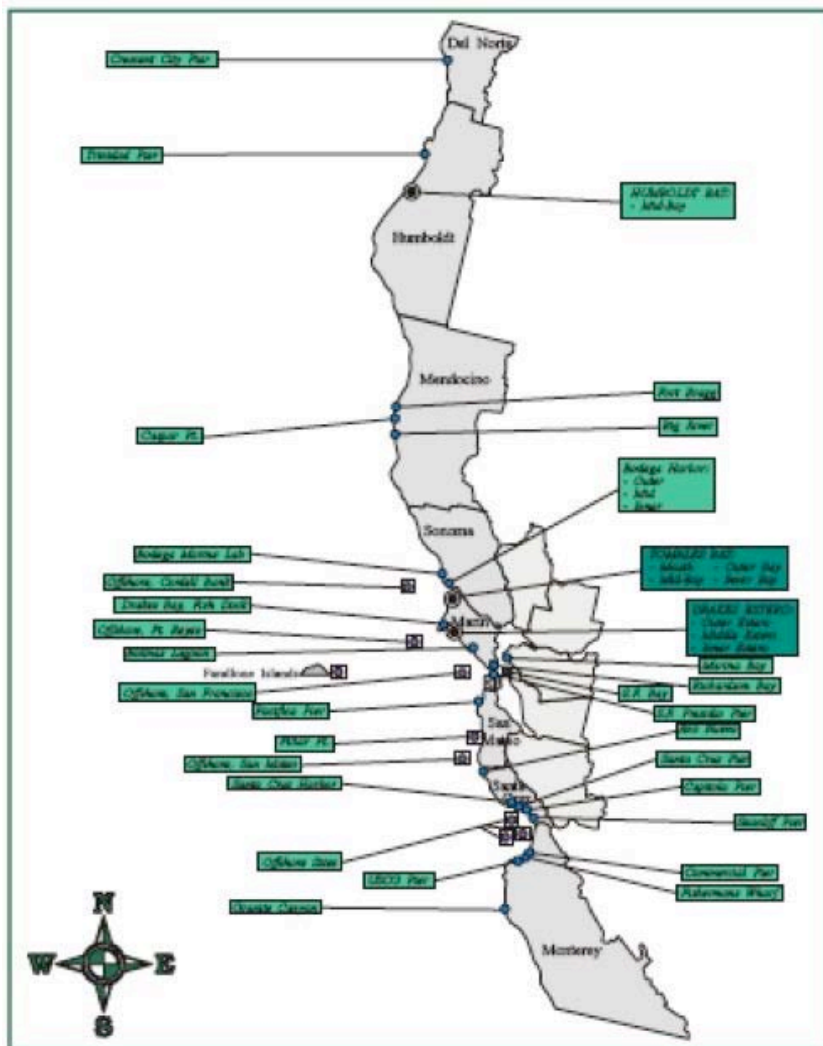 Del Norte
Crescent City Pier
Trinidad Pier
HUMBOLDT BAY:
- Mid-Bay
Humboldt
Mendocino
Fort Bragg
Caspar Pt.
Big River
Bodega Harbor:
- Outer
- Mid
- Inner
Sonoma
Bodega Marine Lab
TOMALES BAY:
- Mouth - Outer Bay
- Mid-Bay - Inner Bay
Offshore, Cordell Bank
Drakes Bay, Fish Dock
DRAKES ESTERO:
- Outer Estero
- Middle Estero
- Inner Estero
Marin
Offshore, Pt. Reyes
Bolinas Lagoon
Marina Bay
Farallone Islands
Richardson Bay
Offshore, San Francisco
S.F. Bay
Pacifica Pier
S.F. Presidio Pier
San
Mateo
Pillar Pt.
Santa Cruz Pier
Offshore, San Mateo
Santa Cruz Harbor
Santa
Capitola Pier
Seacliff Pier
Offshore Sites
Commercial Pier
USCG Pier
Fishermans Wharf
Granite Canyon
Monterey
N
W E
S